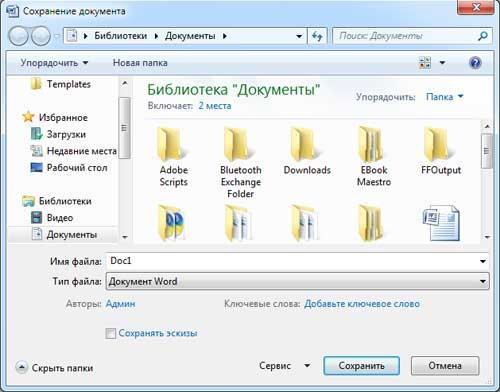 Сохранение документа
Библиотеки ▸ Документы ▸
Поиск: Документы
Упорядочить Новая папка
Templates
Избранное
Загрузки
Недавние места
Рабочий стол
Библиотеки
Видео
Документы
Библиотека "Документы"
Включает: 2 места
Упорядочить: Папка
Adobe Scripts
Bluetooth Exchange Folder
Downloads
EBook Maestro
FFOutput
Имя файла: Doc1
Тип файла: Документ Word
Авторы: Админ Ключевые слова: Добавьте ключевое слово
Сохранять эскизы
Скрыть папки Сервис Сохранить Отмена